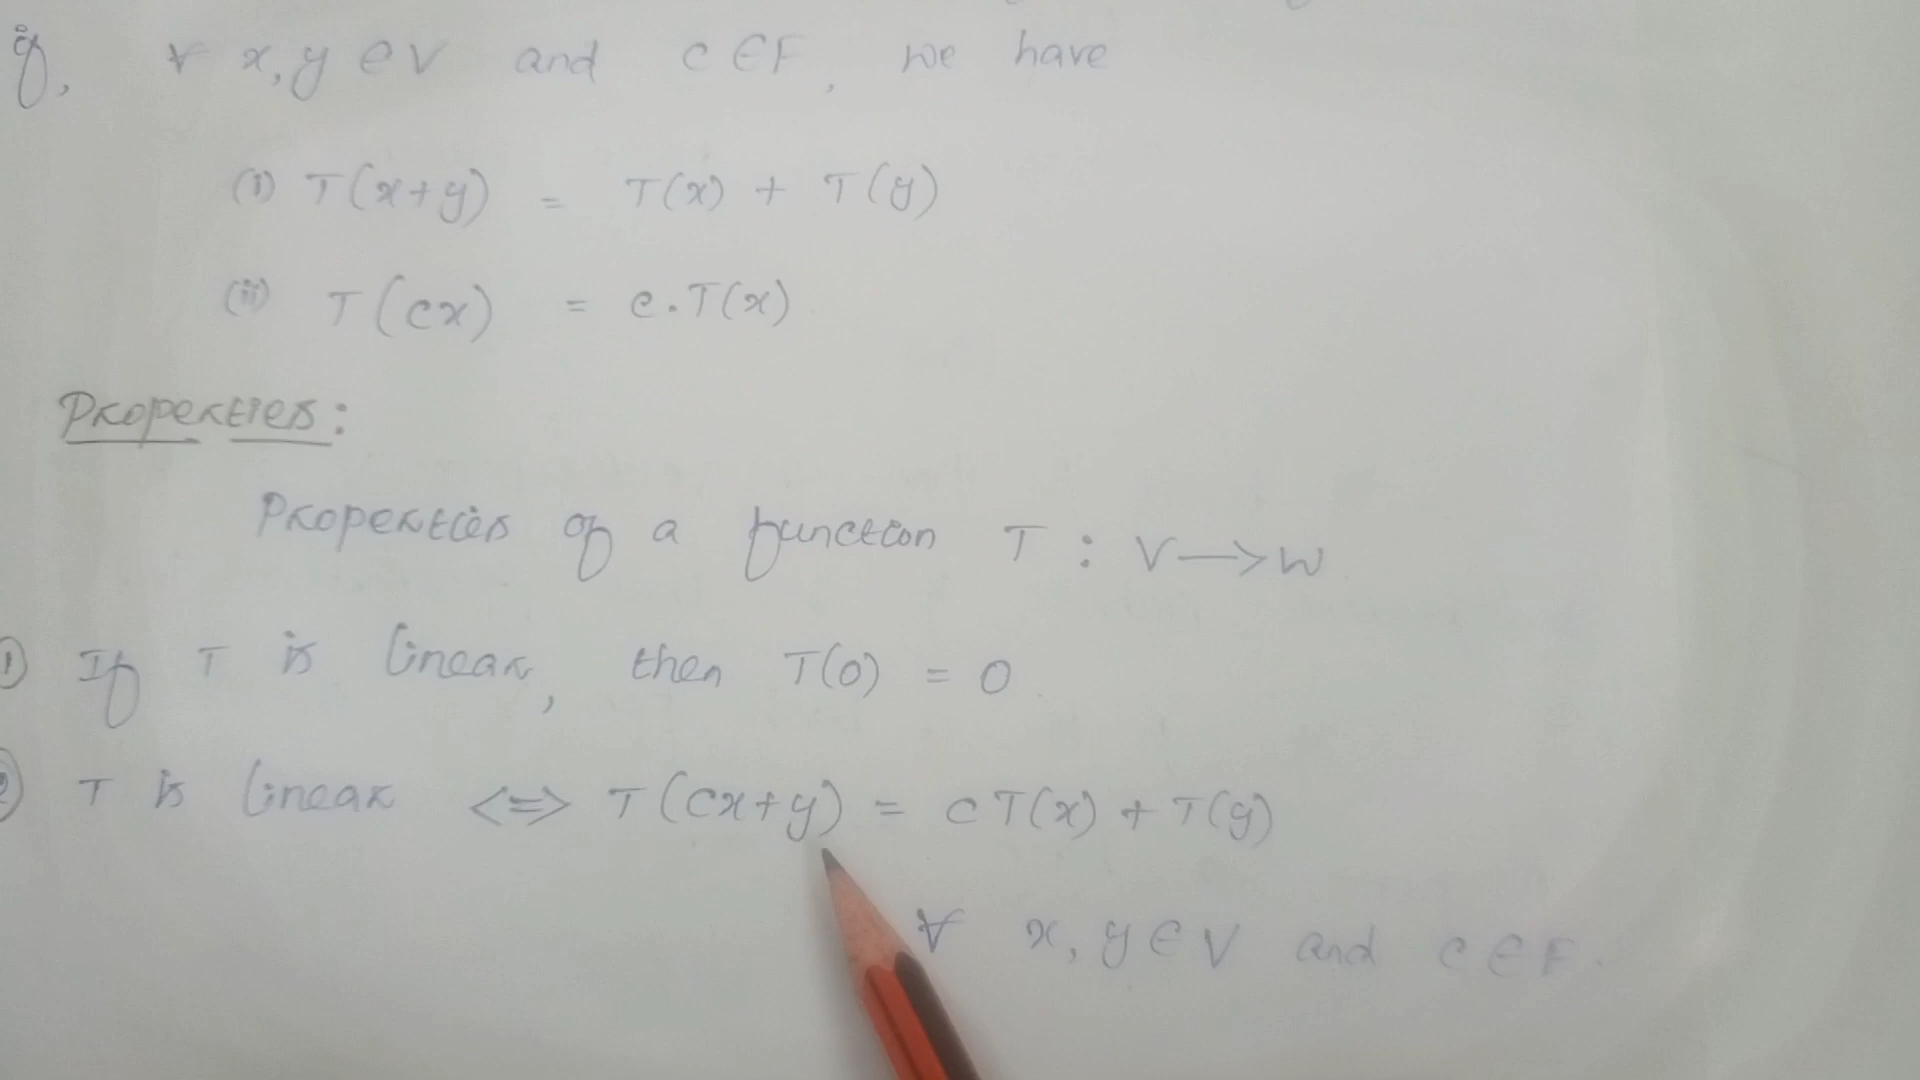 if, ∀ x, y ∈ V and c ∈ F, we have
(i) T(x+y) = T(x) + T(y)
(ii) T(cx) = c.T(x)
Properties:
Properties of a function T : V → W
① If T is linear, then T(0) = 0
② T is linear <=> T(cx+y) = cT(x) + T(y)
∀ x, y ∈ V and c ∈ F.